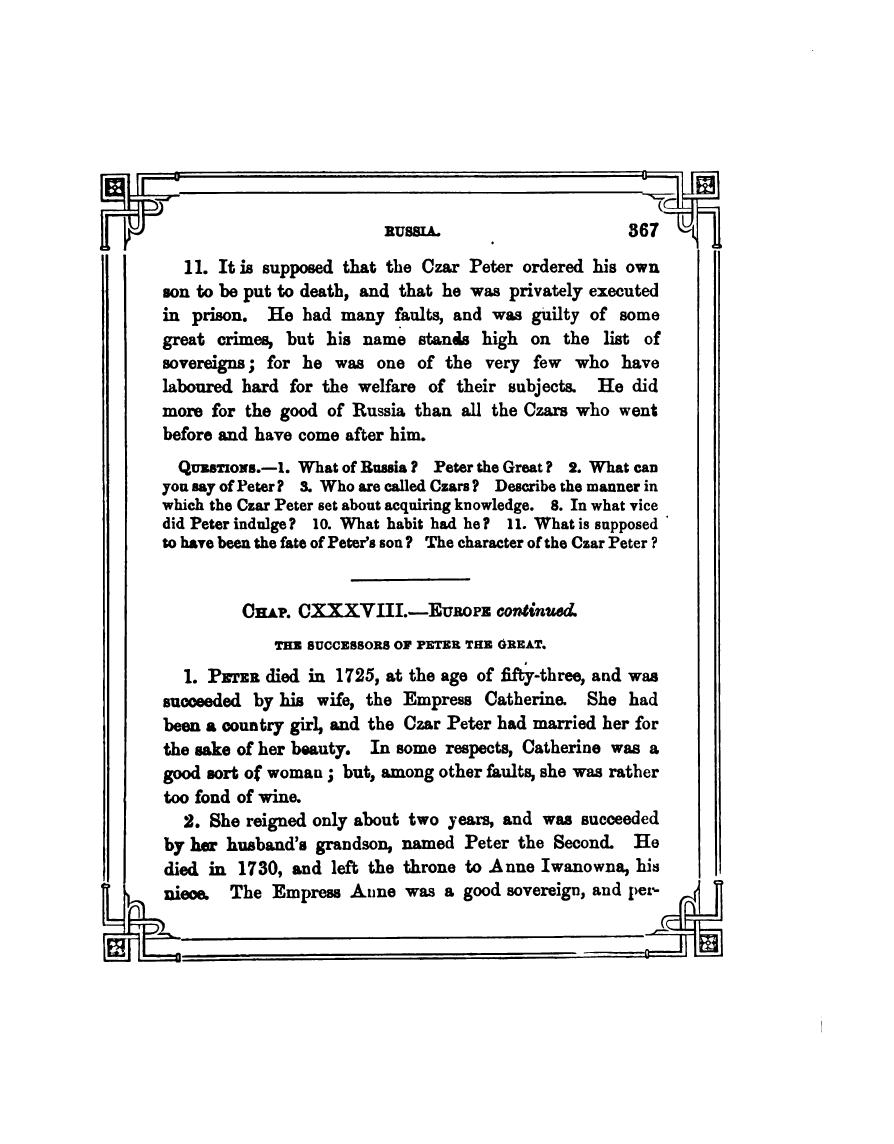 RUSSIA. 367
11. It is supposed that the Czar Peter ordered his own
son to be put to death, and that he was privately executed
in prison. He had many faults, and was guilty of some
great crimes, but his name stands high on the list of
sovereigns; for he was one of the very few who have
laboured hard for the welfare of their subjects. He did
more for the good of Russia than all the Czars who went
before and have come after him.
QUESTIONS.—1. What of Russia? Peter the Great? 2. What can
you say of Peter? 3. Who are called Czars? Describe the manner in
which the Czar Peter set about acquiring knowledge. 8. In what vice
did Peter indulge? 10. What habit had he? 11. What is supposed
to have been the fate of Peter's son? The character of the Czar Peter?
CHAP. CXXXVIII.—EUROPE continued.
THE SUCCESSORS OF PETER THE GREAT.
1. PETER died in 1725, at the age of fifty-three, and was
succeeded by his wife, the Empress Catherine. She had
been a country girl, and the Czar Peter had married her for
the sake of her beauty. In some respects, Catherine was a
good sort of woman; but, among other faults, she was rather
too fond of wine.
2. She reigned only about two years, and was succeeded
by her husband's grandson, named Peter the Second. He
died in 1730, and left the throne to Anne Iwanowna, his
niece. The Empress Anne was a good sovereign, and per-